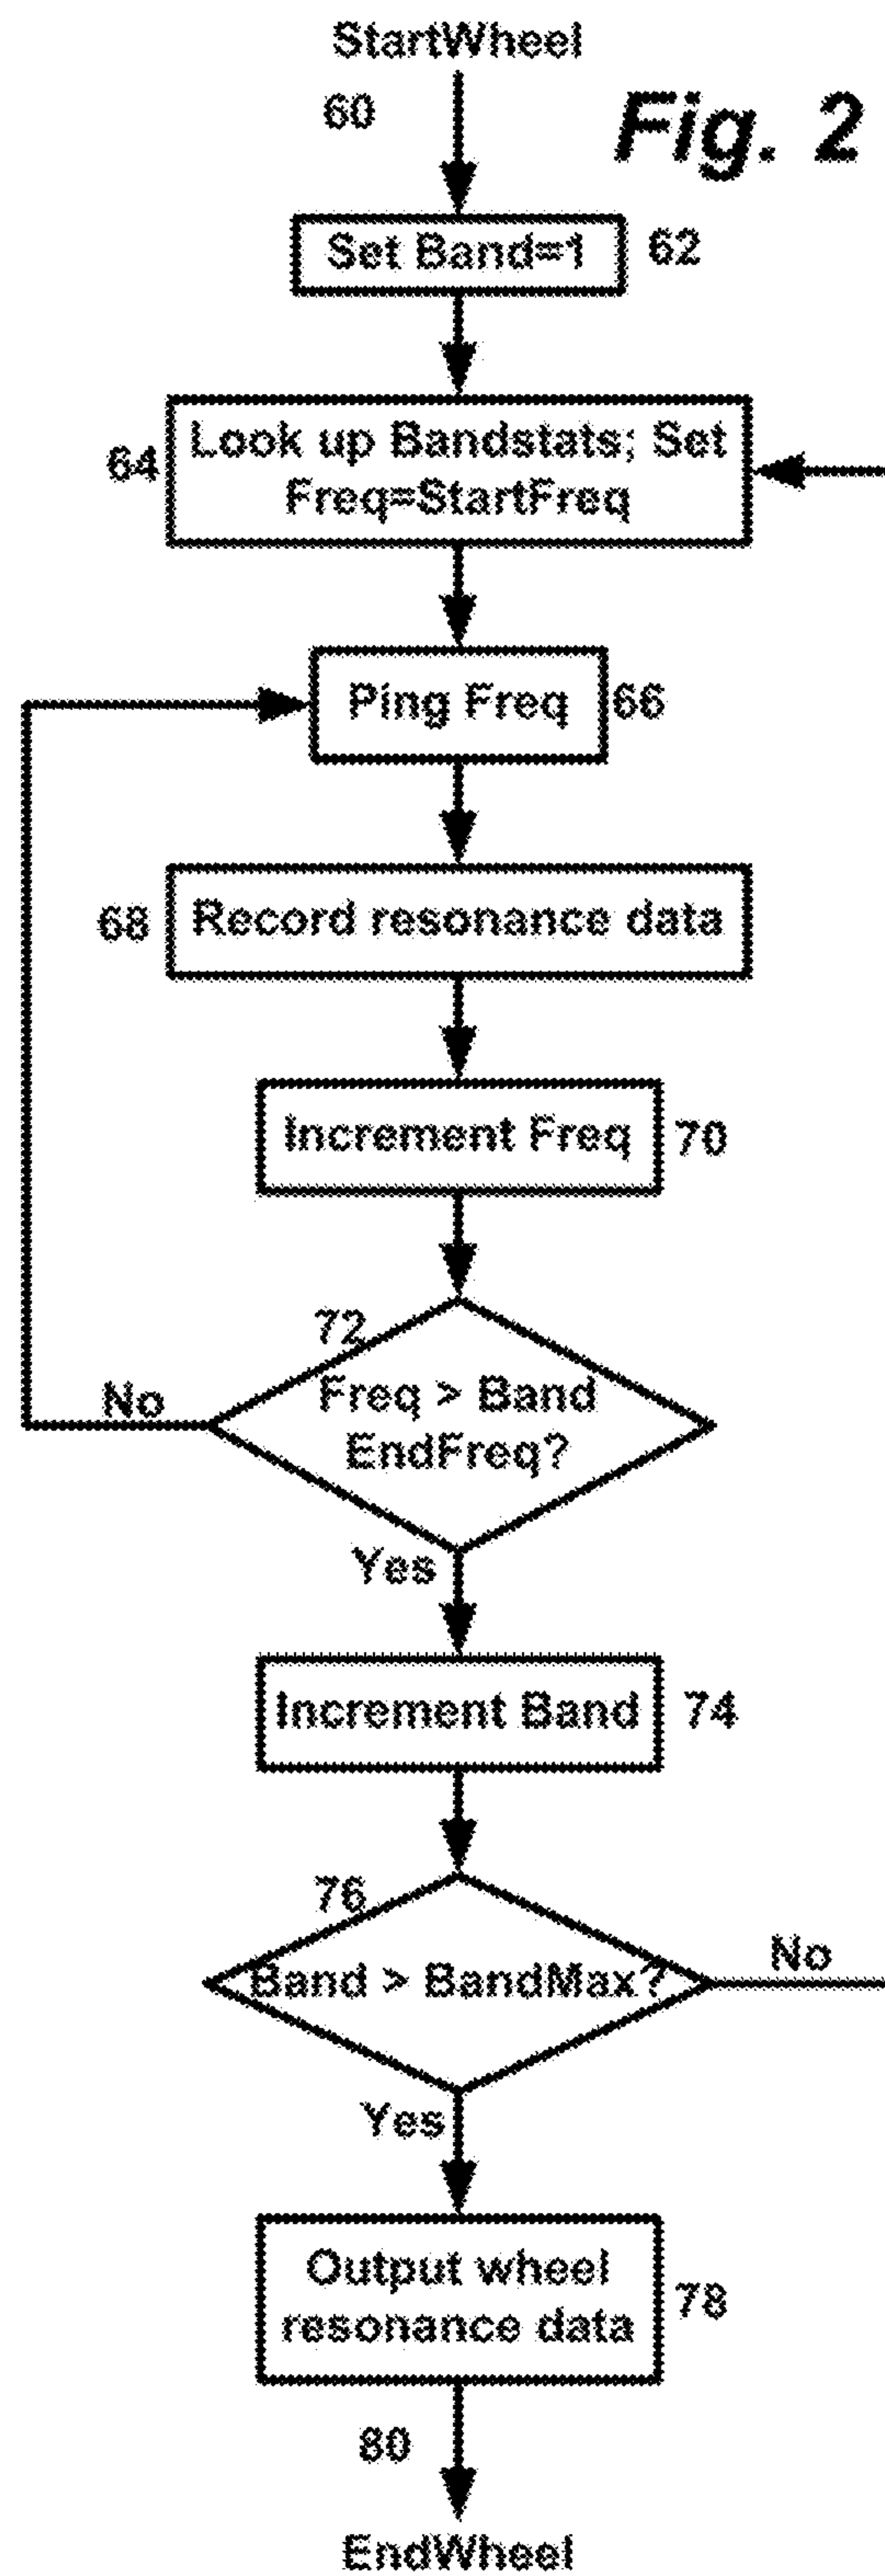 StartWheel
60
Fig. 2
Set Band=1
62
64
Look up Bandstats; Set
Freq=StartFreq
Ping Freq
66
68
Record resonance data
Increment Freq
70
72
Freq > Band
EndFreq?
No
Yes
Increment Band
74
76
Band > BandMax?
No
Yes
Output wheel
resonance data
78
80
EndWheel